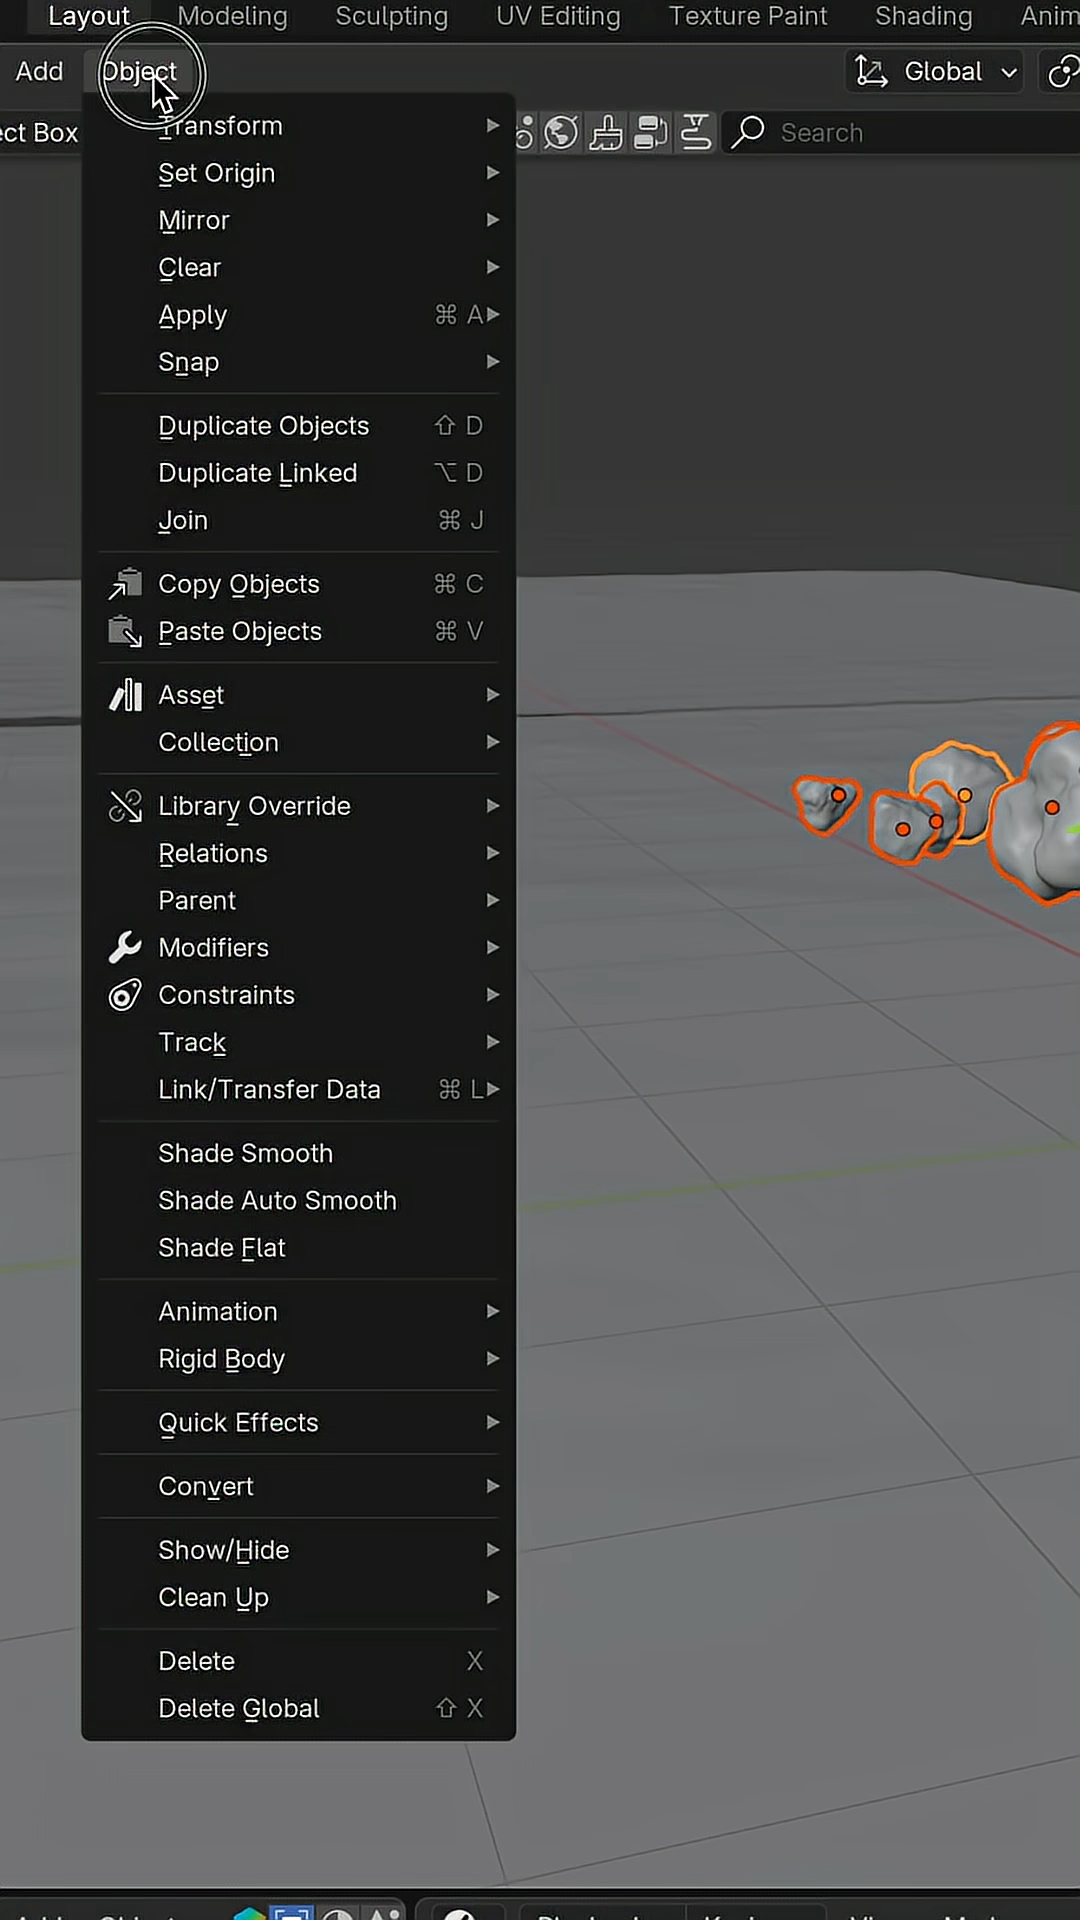 Layout Modeling Sculpting UV Editing Texture Paint Shading Anim
Add Object Global
ect Box Search
Transform
Set Origin
Mirror
Clear
Apply ⌘ A
Snap
Duplicate Objects ⇧ D
Duplicate Linked ⌥ D
Join ⌘ J
Copy Objects ⌘ C
Paste Objects ⌘ V
Asset
Collection
Library Override
Relations
Parent
Modifiers
Constraints
Track
Link/Transfer Data ⌘ L
Shade Smooth
Shade Auto Smooth
Shade Flat
Animation
Rigid Body
Quick Effects
Convert
Show/Hide
Clean Up
Delete X
Delete Global ⇧ X